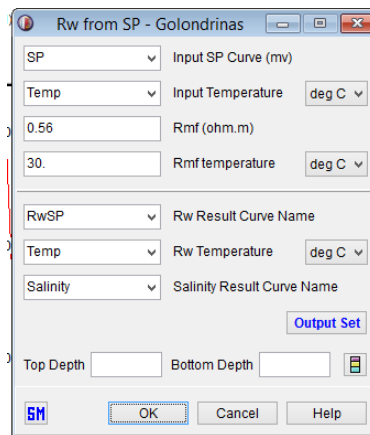 Rw from SP - Golondrinas
SP Input SP Curve (mv)
Temp Input Temperature deg C
0.56 Rmf (ohm.m)
30. Rmf temperature deg C
RwSP Rw Result Curve Name
Temp Rw Temperature deg C
Salinity Salinity Result Curve Name
Output Set
Top Depth Bottom Depth
SM OK Cancel Help